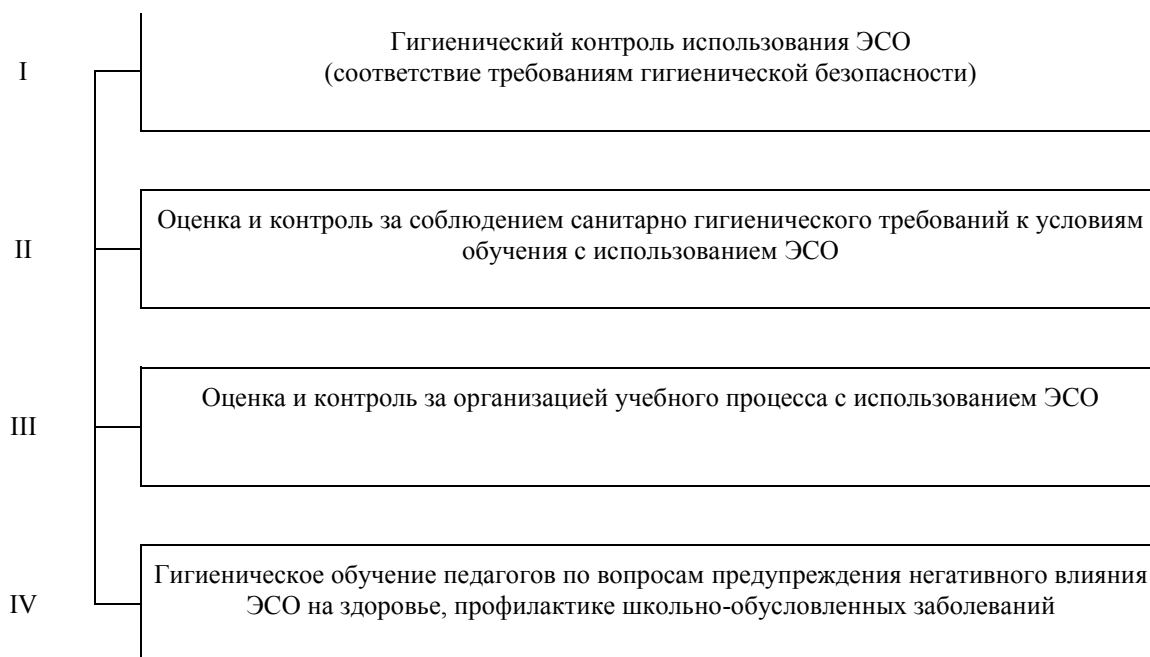 I
Гигиенический контроль использования ЭСО
(соответствие требованиям гигиенической безопасности)
II
Оценка и контроль за соблюдением санитарно гигиенического требований к условиям
обучения с использованием ЭСО
III
Оценка и контроль за организацией учебного процесса с использованием ЭСО
IV
Гигиеническое обучение педагогов по вопросам предупреждения негативного влияния
ЭСО на здоровье, профилактике школьно-обусловленных заболеваний